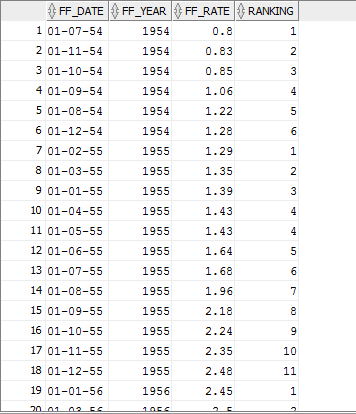 FF_DATE FF_YEAR FF_RATE RANKING
1 01-07-54 1954 0.8 1
2 01-11-54 1954 0.83 2
3 01-10-54 1954 0.85 3
4 01-09-54 1954 1.06 4
5 01-08-54 1954 1.22 5
6 01-12-54 1954 1.28 6
7 01-02-55 1955 1.29 1
8 01-03-55 1955 1.35 2
9 01-01-55 1955 1.39 3
10 01-04-55 1955 1.43 4
11 01-05-55 1955 1.43 4
12 01-06-55 1955 1.64 5
13 01-07-55 1955 1.68 6
14 01-08-55 1955 1.96 7
15 01-09-55 1955 2.18 8
16 01-10-55 1955 2.24 9
17 01-11-55 1955 2.35 10
18 01-12-55 1955 2.48 11
19 01-01-56 1956 2.45 1
20 01-03-56 1956 2.5 2